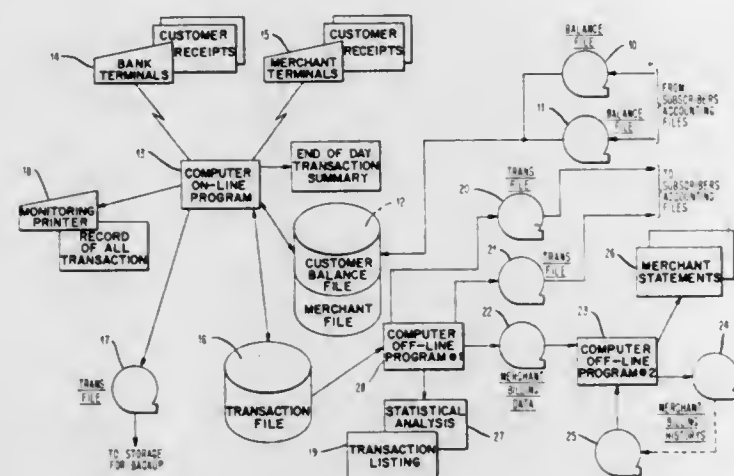 14
CUSTOMER
RECEIPTS
BANK
TERMINALS
15
CUSTOMER
RECEIPTS
MERCHANT
TERMINALS
BALANCE
FILE
10
BALANCE
FILE
11
FROM
SUBSCRIBERS
ACCOUNTING
FILES
13
COMPUTER
ON-LINE
PROGRAM
END OF DAY
TRANSACTION
SUMMARY
18
MONITORING
PRINTER
RECORD
OF ALL
TRANSACTION
12
CUSTOMER
BALANCE
FILE
MERCHANT
FILE
TRANS
FILE
20
TO
SUBSCRIBERS
ACCOUNTING
FILES
21
TRANS
FILE
26
MERCHANT
STATEMENTS
16
TRANSACTION
FILE
COMPUTER
OFF-LINE
PROGRAM #1
28
22
MERCHANT
BILLING
DATA
23
COMPUTER
OFF-LINE
PROGRAM #2
24
MERCHANT
BILLING
HISTORYS
25
17
TRANS
FILE
TO STORAGE
FOR BACKUP
STATISTICAL
ANALYSIS
27
TRANSACTION
LISTING
19